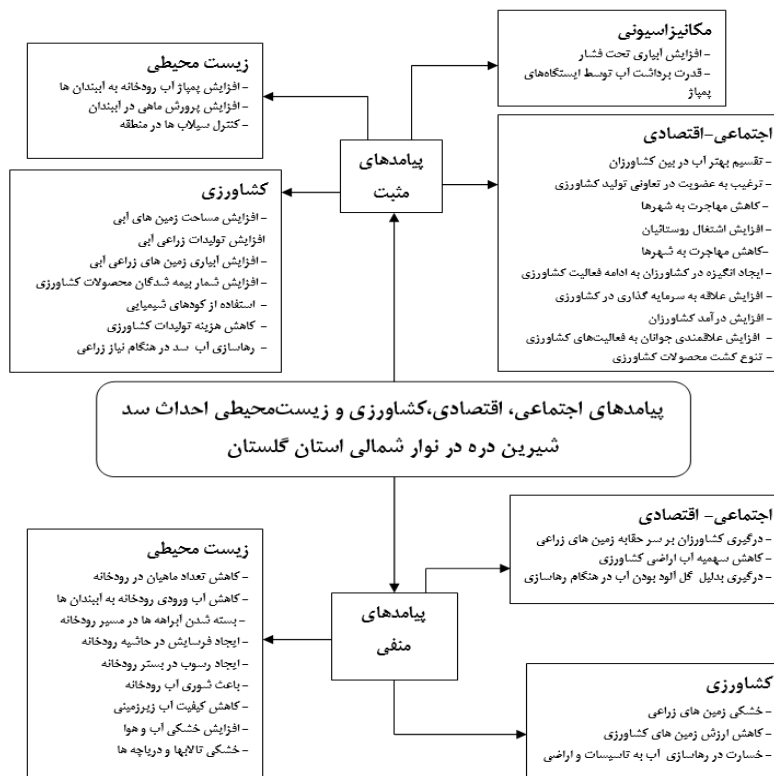 مکانیزاسیونی
- افزایش آبیاری تحت فشار
- قدرت برداشت آب توسط ایستگاه‌های
پمپاژ
زیست محیطی
- افزایش پمپاژ آب رودخانه به آببندان ها
- افزایش پرورش ماهی در آببندان
- کنترل سیلاب ها در منطقه
پیامدهای
مثبت
اجتماعی-اقتصادی
- تقسیم بهتر آب در بین کشاورزان
- ترغیب به عضویت در تعاونی تولید کشاورزی
- کاهش مهاجرت به شهرها
- افزایش اشتغال روستائیان
- کاهش مهاجرت به شهرها
- ایجاد انگیزه در کشاورزان به ادامه فعالیت کشاورزی
- افزایش علاقه به سرمایه گذاری در کشاورزی
- افزایش درآمد کشاورزان
- افزایش علاقمندی جوانان به فعالیت‌های کشاورزی
- تنوع کشت محصولات کشاورزی
کشاورزی
- افزایش مساحت زمین های آبی
افزایش تولیدات زراعی آبی
- افزایش آبیاری زمین های زراعی آبی
- افزایش شمار بیمه شدگان محصولات کشاورزی
- استفاده از کودهای شیمیایی
- کاهش هزینه تولیدات کشاورزی
- رهاسازی آب سد در هنگام نیاز زراعی
پیامدهای اجتماعی، اقتصادی،کشاورزی و زیست‌محیطی احداث سد
شیرین دره در نوار شمالی استان گلستان
اجتماعی- اقتصادی
- درگیری کشاورزان بر سر حقابه زمین های زراعی
- کاهش سهمیه آب اراضی کشاورزی
- درگیری بدلیل گل آلود بودن آب در هنگام رهاسازی
زیست محیطی
- کاهش تعداد ماهیان در رودخانه
- کاهش آب ورودی رودخانه به آببندان ها
- بسته شدن آبراهه ها در مسیر رودخانه
- ایجاد فرسایش در حاشیه رودخانه
- ایجاد رسوب در بستر رودخانه
- باعث شوری آب رودخانه
- کاهش کیفیت آب زیرزمینی
- افزایش خشکی آب و هوا
- خشکی تالابها و دریاچه ها
پیامدهای
منفی
کشاورزی
- خشکی زمین های زراعی
- کاهش ارزش زمین های کشاورزی
- خسارت در رهاسازی آب به تاسیسات و اراضی